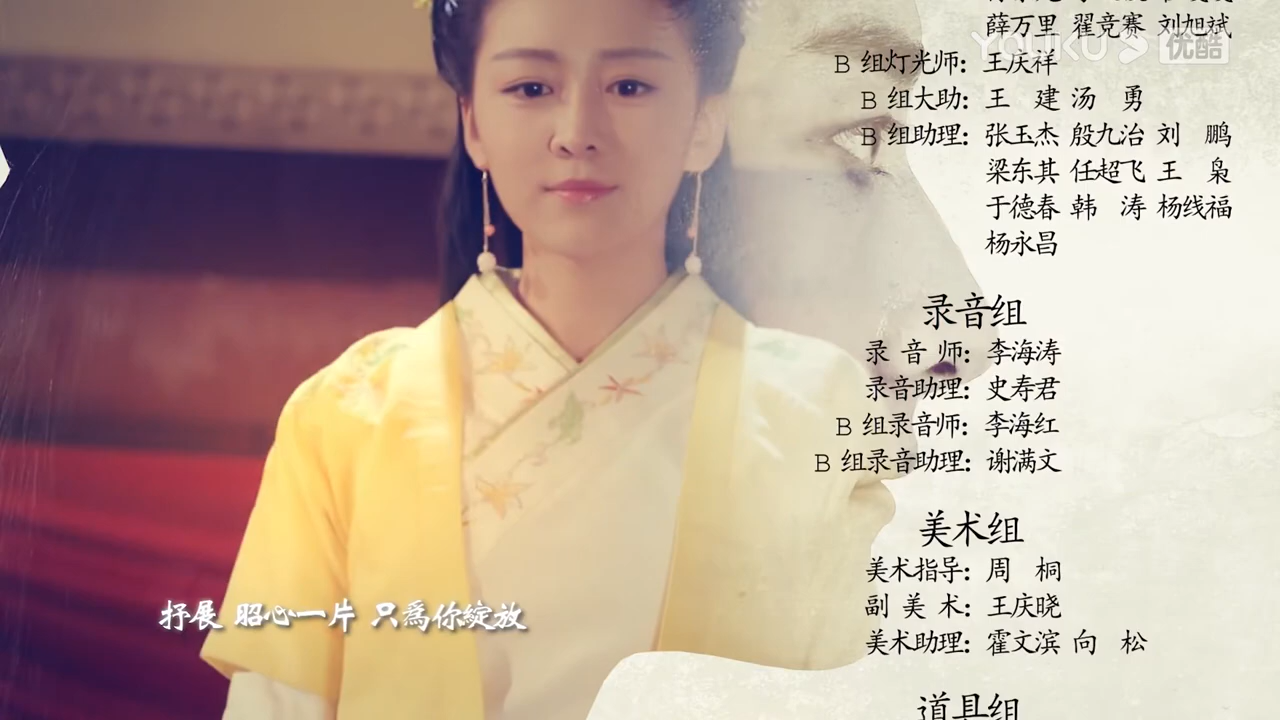 薛万里 翟竞赛 刘旭斌
YOUKU 优酷
B 组灯光师：王庆祥
B 组大助：王 建 汤 勇
B 组助理：张玉杰 殷九治 刘 鹏
梁东其 任超飞 王 枭
于德春 韩 涛 杨线福
杨永昌
录音组
录 音 师：李海涛
录音助理：史寿君
B 组录音师：李海红
B 组录音助理：谢满文
美术组
美术指导：周 桐
副 美 术：王庆晓
美术助理：霍文滨 向 松
抒展 昭心一片 只為你綻放
道具组